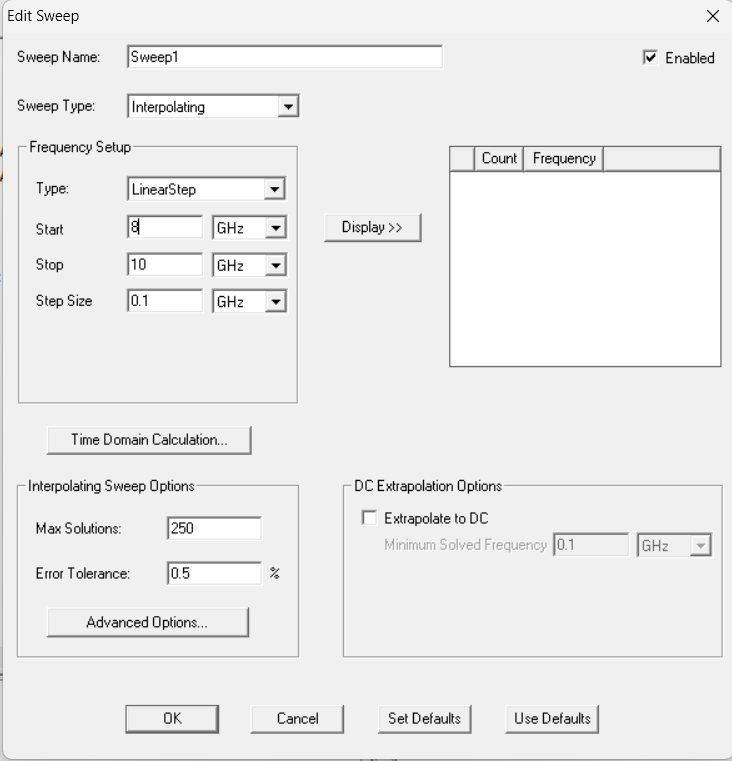 Edit Sweep
Sweep Name: Sweep1 Enabled
Sweep Type: Interpolating
Frequency Setup
Type: LinearStep
Start 8 GHz
Stop 10 GHz
Step Size 0.1 GHz
Display >>
Count Frequency
Time Domain Calculation...
Interpolating Sweep Options
Max Solutions: 250
Error Tolerance: 0.5 %
Advanced Options...
DC Extrapolation Options
Extrapolate to DC
Minimum Solved Frequency 0.1 GHz
OK Cancel Set Defaults Use Defaults